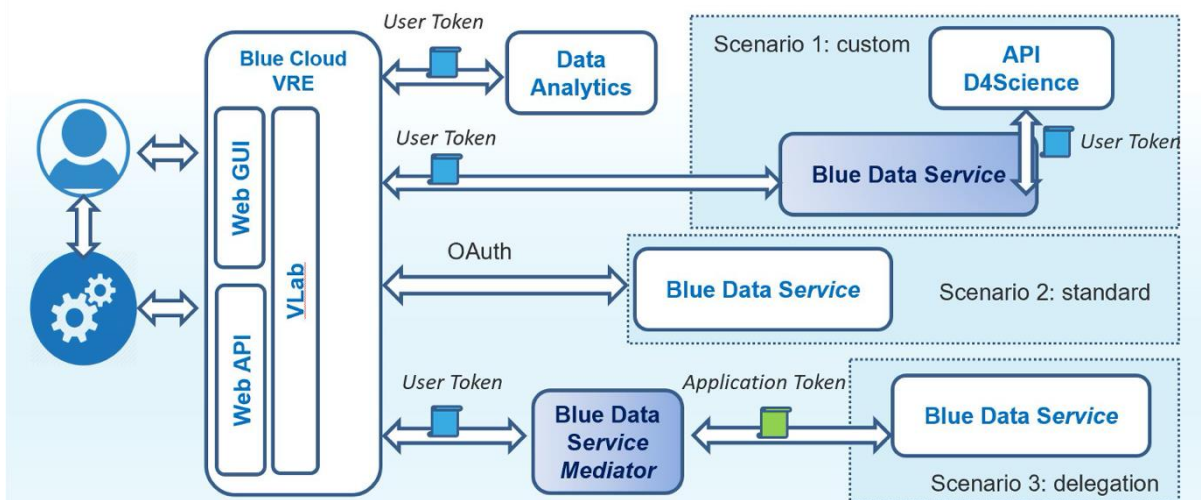 User Token
Blue Cloud
VRE
Web GUI
Web API
VLab
Data
Analytics
Scenario 1: custom
API
D4Science
User Token
User Token
Blue Data Service
OAuth
Blue Data Service
Scenario 2: standard
User Token
Blue Data
Service
Mediator
Application Token
Blue Data Service
Scenario 3: delegation